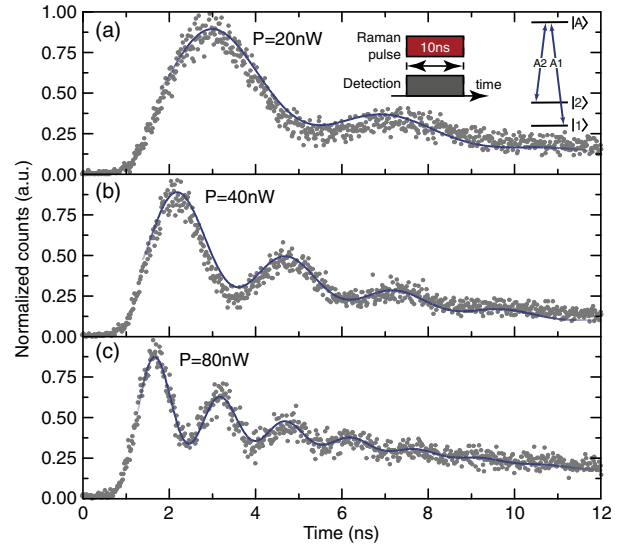 (a)
P=20nW
Raman
pulse
10ns
Detection
time
|A⟩
A2 A1
|2⟩
|1⟩
1.00
0.75
0.50
0.25
0.00
(b)
P=40nW
0.75
0.50
0.25
0.00
(c)
P=80nW
0.75
0.50
0.25
0.00
Normalized counts (a.u.)
0 2 4 6 8 10 12
Time (ns)